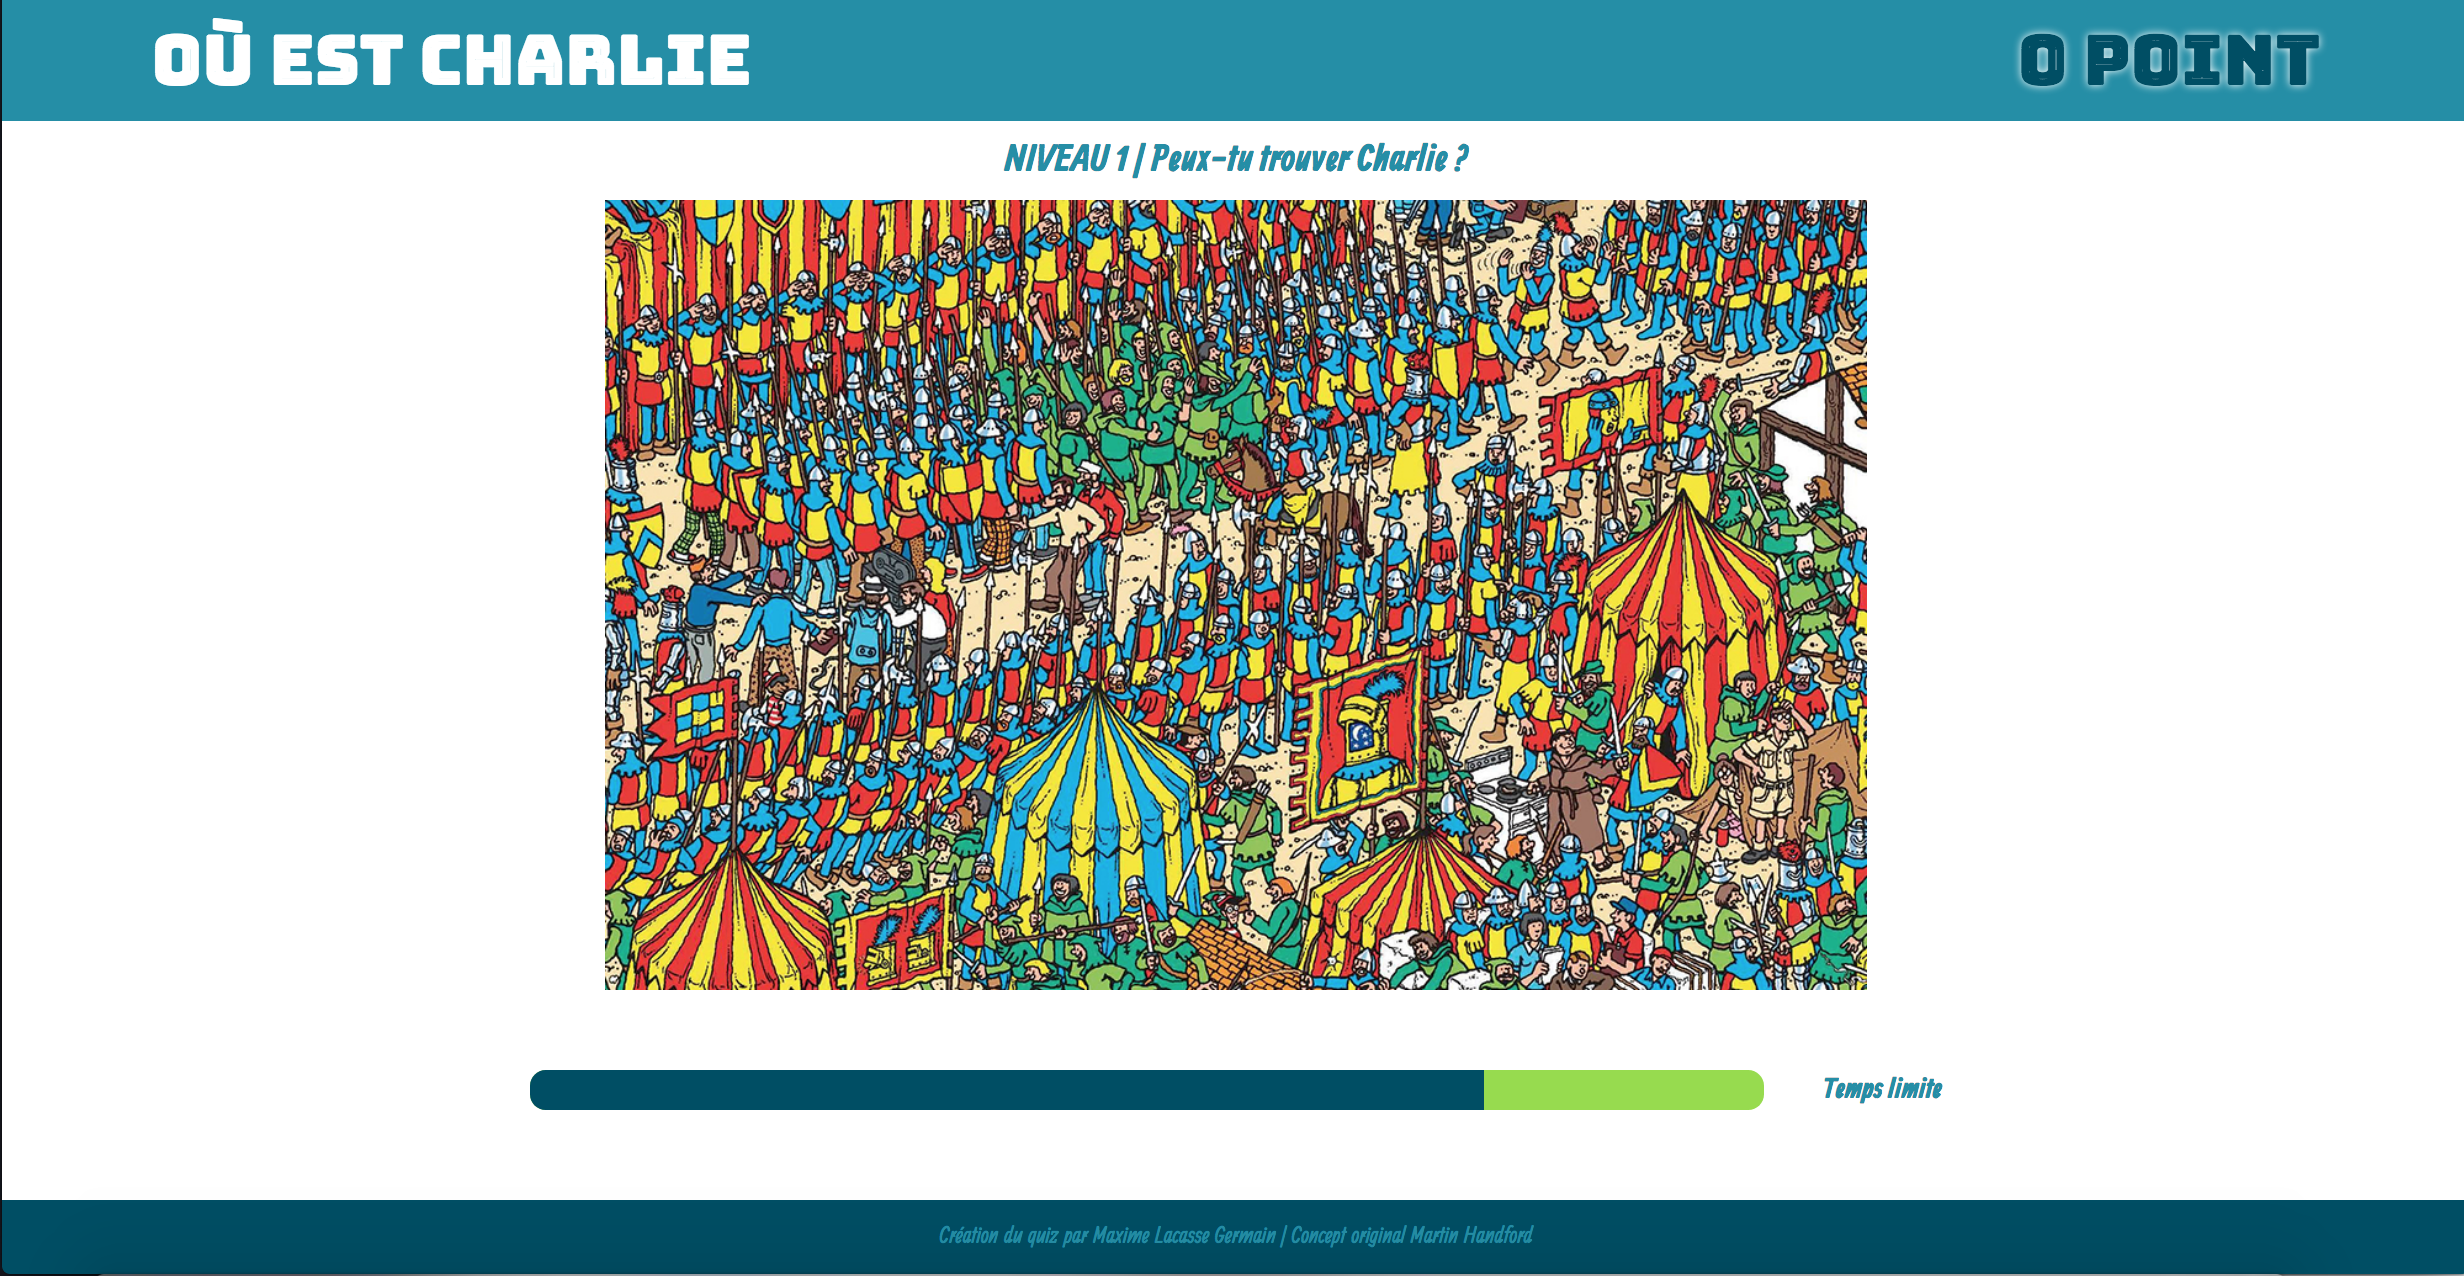 OÙ EST CHARLIE
0 POINT
NIVEAU 1 | Peux-tu trouver Charlie ?
Temps limite
Création du quiz par Maxime Lacasse Germain | Concept original Martin Handford